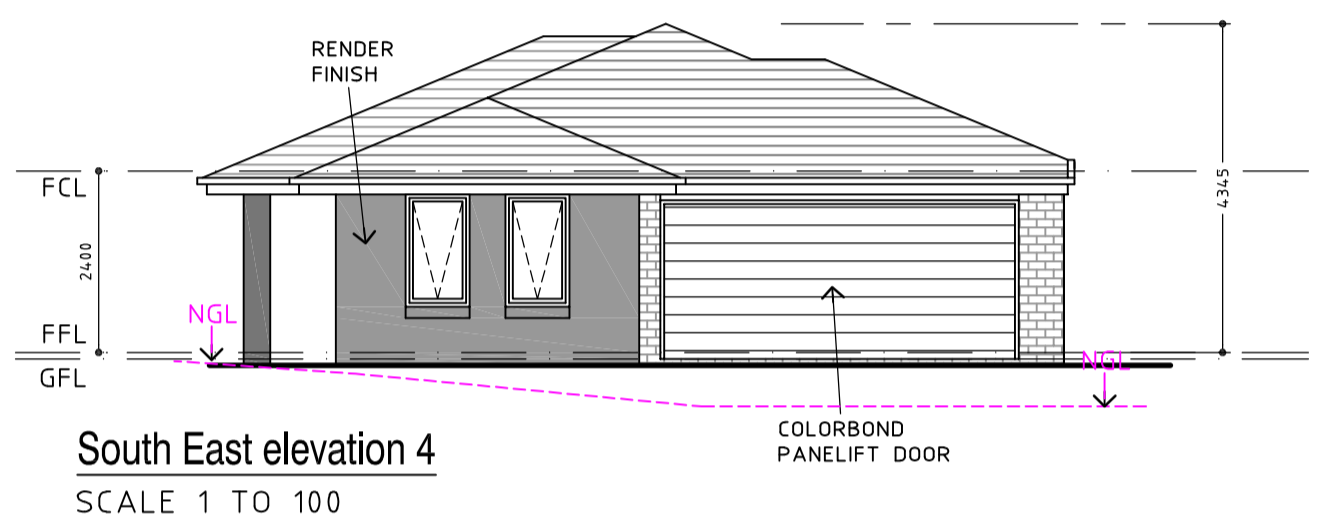 RENDER
FINISH
FCL
4345
2400
NGL
FFL
GFL
NGL
COLORBOND
PANELIFT DOOR
South East elevation 4
SCALE 1 TO 100